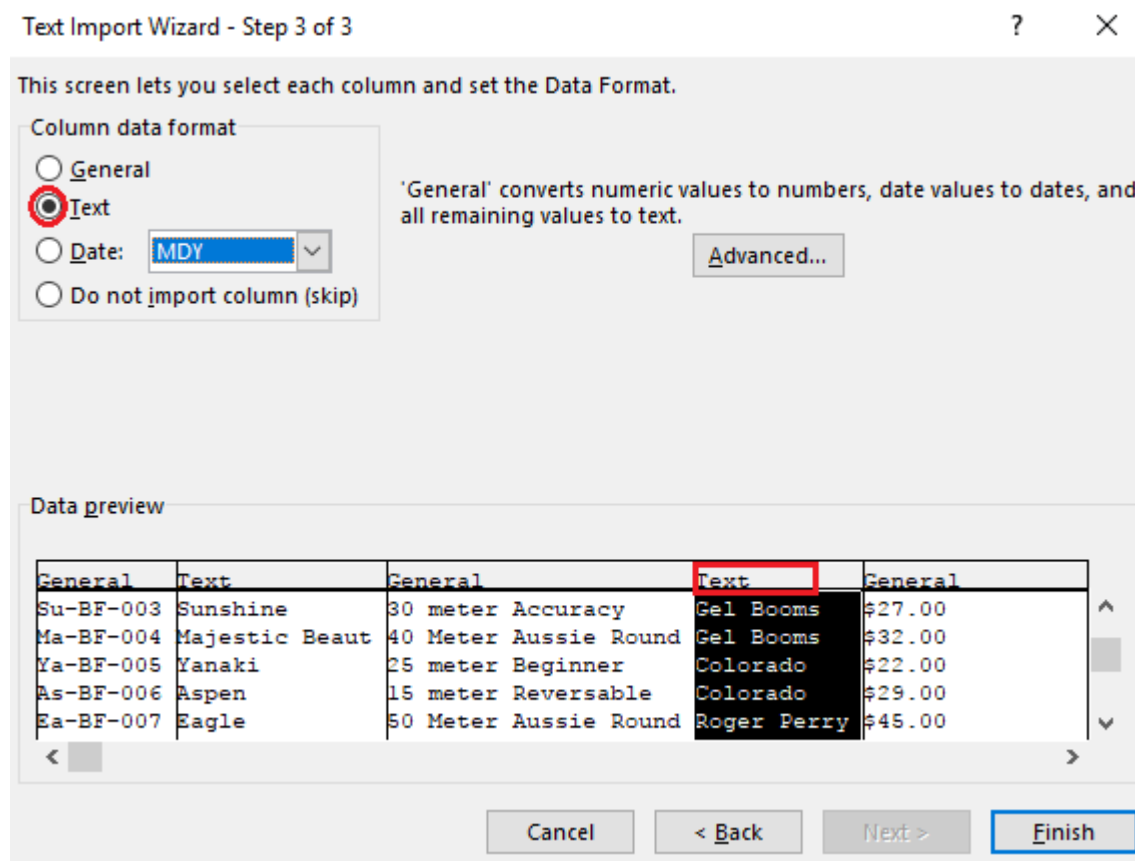 Text Import Wizard - Step 3 of 3
?
This screen lets you select each column and set the Data Format.
Column data format
General
Text
Date: MDY
Do not import column (skip)
'General' converts numeric values to numbers, date values to dates, and
all remaining values to text.
Advanced...
Data preview
General Text General Text General
Su-BF-003 Sunshine 30 meter Accuracy Gel Booms $27.00
Ma-BF-004 Majestic Beaut 40 Meter Aussie Round Gel Booms $32.00
Ya-BF-005 Yanaki 25 meter Beginner Colorado $22.00
As-BF-006 Aspen 15 meter Reversable Colorado $29.00
Ea-BF-007 Eagle 50 Meter Aussie Round Roger Perry $45.00
Cancel < Back Next > Finish